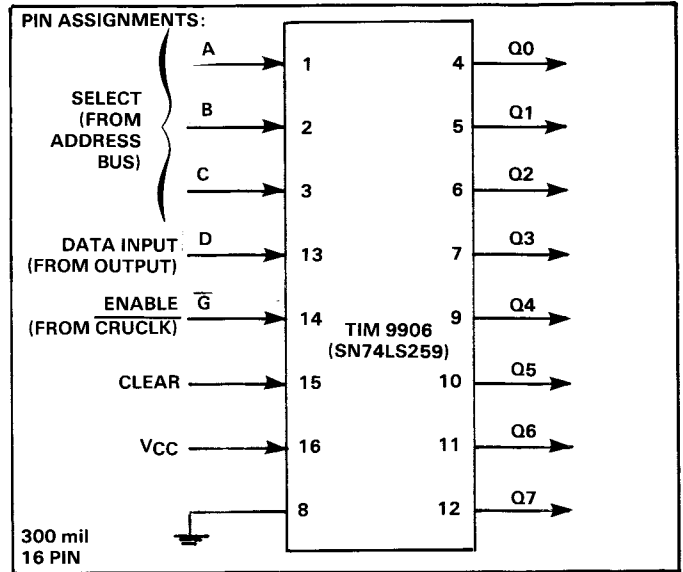 PIN ASSIGNMENTS:
A 1 4 Q0
SELECT
(FROM
ADDRESS
BUS)
B 2 5 Q1
C 3 6 Q2
DATA INPUT D 13 7 Q3
(FROM OUTPUT)
ENABLE G̅ 14 9 Q4
(FROM C̅R̅U̅C̅L̅K̅)
TIM 9906
(SN74LS259)
CLEAR 15 10 Q5
VCC 16 11 Q6
8 12 Q7
300 mil
16 PIN